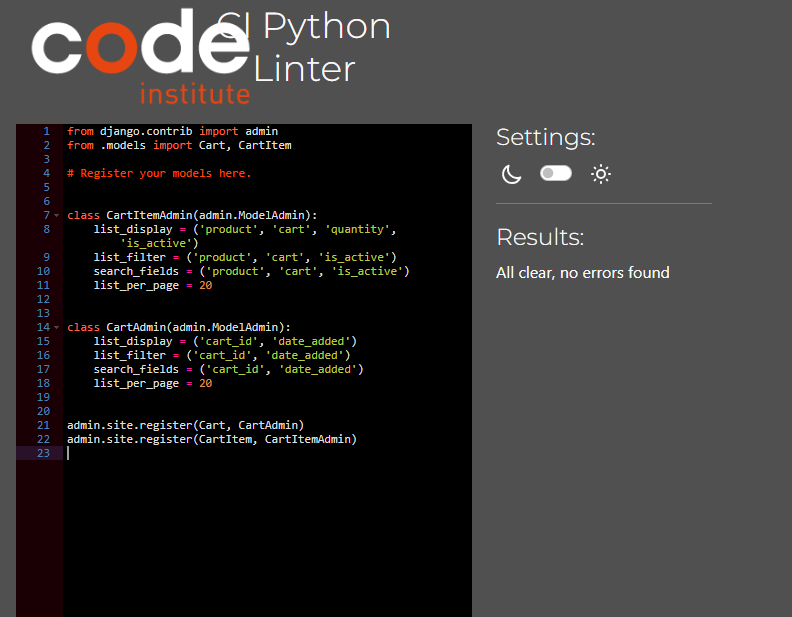 code
institute
CI Python
Linter
1 from django.contrib import admin
2 from .models import Cart, CartItem
3
4 # Register your models here.
5
6
7 class CartItemAdmin(admin.ModelAdmin):
8     list_display = ('product', 'cart', 'quantity',
        'is_active')
9     list_filter = ('product', 'cart', 'is_active')
10     search_fields = ('product', 'cart', 'is_active')
11     list_per_page = 20
12
13
14 class CartAdmin(admin.ModelAdmin):
15     list_display = ('cart_id', 'date_added')
16     list_filter = ('cart_id', 'date_added')
17     search_fields = ('cart_id', 'date_added')
18     list_per_page = 20
19
20
21 admin.site.register(Cart, CartAdmin)
22 admin.site.register(CartItem, CartItemAdmin)
23
Settings:
Results:
All clear, no errors found